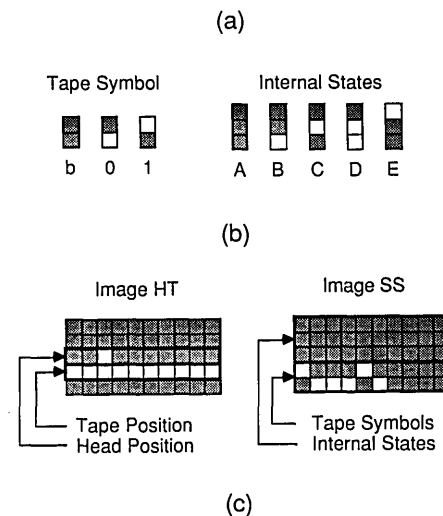 (a)
Tape Symbol Internal States
b 0 1 A B C D E
(b)
Image HT Image SS
Tape Position Tape Symbols
Head Position Internal States
(c)